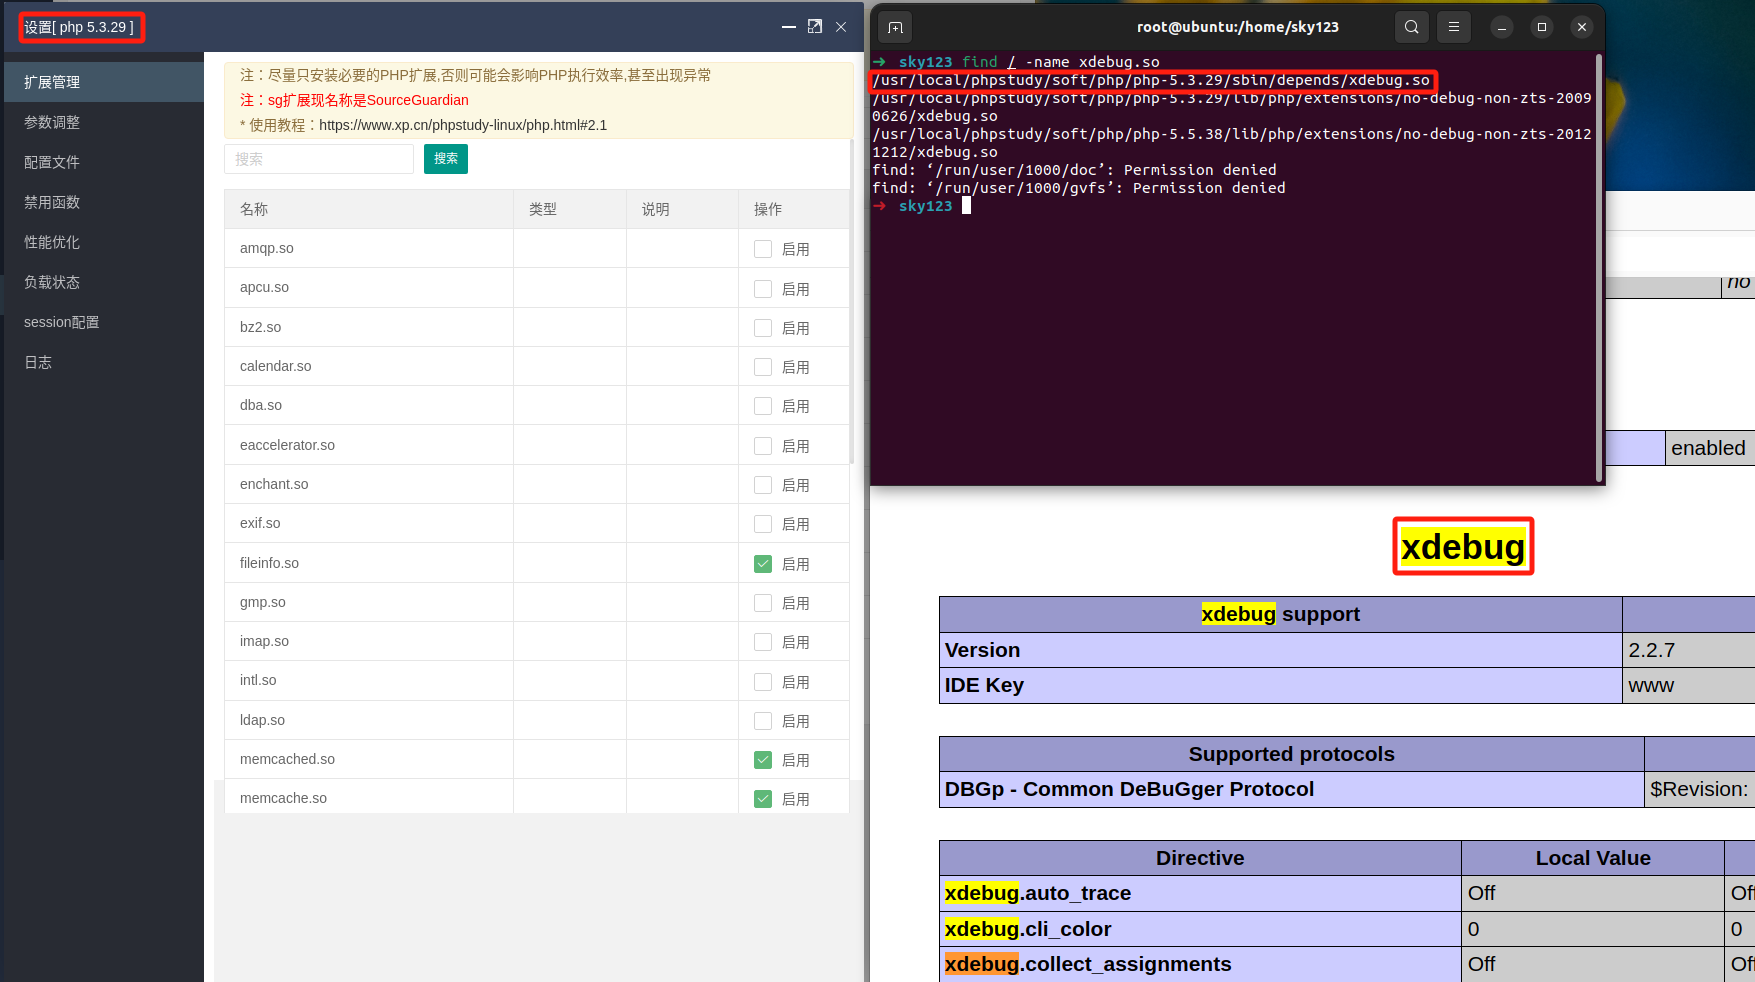 设置[ php 5.3.29 ]
扩展管理
参数调整
配置文件
禁用函数
性能优化
负载状态
session配置
日志
注：尽量只安装必要的PHP扩展,否则可能会影响PHP执行效率,甚至出现异常
注：sg扩展现名称是SourceGuardian
* 使用教程：https://www.xp.cn/phpstudy-linux/php.html#2.1
搜索 搜索
名称 类型 说明 操作
amqp.so 启用
apcu.so 启用
bz2.so 启用
calendar.so 启用
dba.so 启用
eaccelerator.so 启用
enchant.so 启用
exif.so 启用
fileinfo.so 启用
gmp.so 启用
imap.so 启用
intl.so 启用
ldap.so 启用
memcached.so 启用
memcache.so 启用
root@ubuntu:/home/sky123
➜ sky123 find / -name xdebug.so
/usr/local/phpstudy/soft/php/php-5.3.29/sbin/depends/xdebug.so
/usr/local/phpstudy/soft/php/php-5.3.29/lib/php/extensions/no-debug-non-zts-2009
0626/xdebug.so
/usr/local/phpstudy/soft/php/php-5.5.38/lib/php/extensions/no-debug-non-zts-2012
1212/xdebug.so
find: ‘/run/user/1000/doc’: Permission denied
find: ‘/run/user/1000/gvfs’: Permission denied
➜ sky123
no
enabled
xdebug
xdebug support
Version 2.2.7
IDE Key www
Supported protocols
DBGp - Common DeBuGger Protocol $Revision:
Directive Local Value
xdebug.auto_trace Off Off
xdebug.cli_color 0 0
xdebug.collect_assignments Off Off